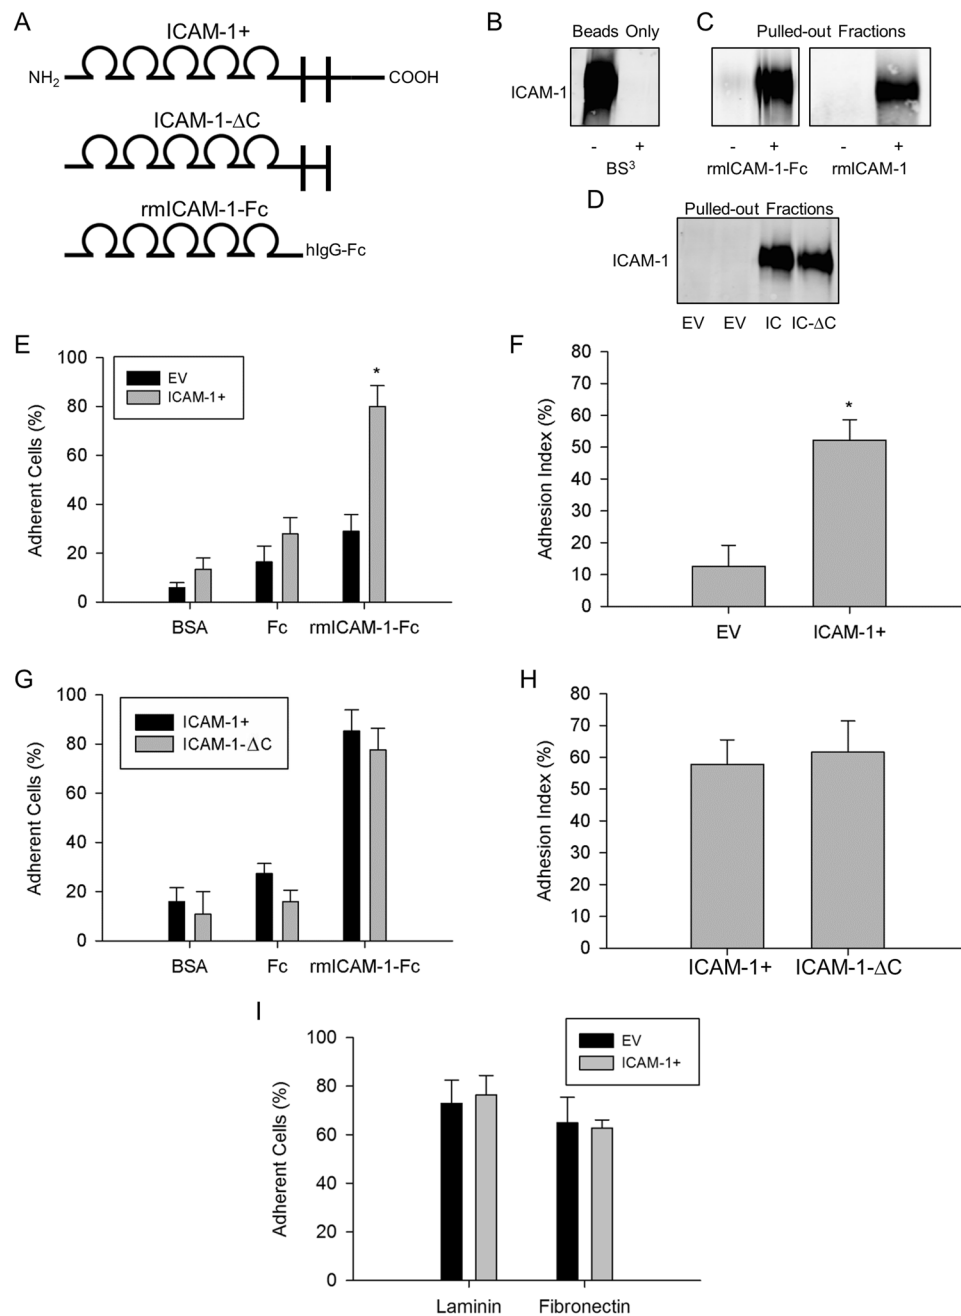 A
ICAM-1+
NH2
COOH
ICAM-1-ΔC
rmICAM-1-Fc
hIgG-Fc
B
Beads Only
ICAM-1
- +
BS3
C
Pulled-out Fractions
- + - +
rmICAM-1-Fc rmICAM-1
D
Pulled-out Fractions
ICAM-1
EV EV IC IC-ΔC
E
Adherent Cells (%)
100
80
60
40
20
0
EV
ICAM-1+
*
BSA Fc rmICAM-1-Fc
F
Adhesion Index (%)
80
70
60
50
40
30
20
10
0
*
EV ICAM-1+
G
Adherent Cells (%)
100
80
60
40
20
0
ICAM-1+
ICAM-1-ΔC
BSA Fc rmICAM-1-Fc
H
Adhesion Index (%)
80
70
60
50
40
30
20
10
0
ICAM-1+ ICAM-1-ΔC
I
Adherent Cells (%)
100
80
60
40
20
0
EV
ICAM-1+
Laminin Fibronectin